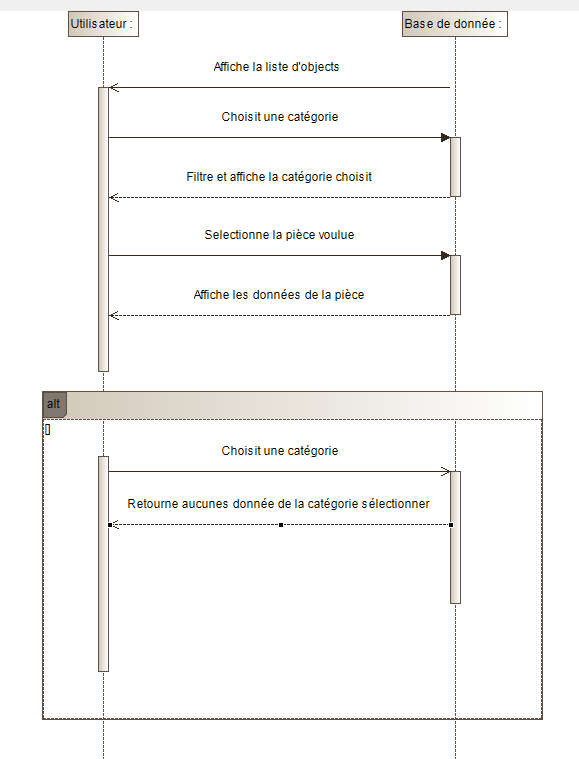 Utilisateur :
Base de donnée :
Affiche la liste d'objects
Choisit une catégorie
Filtre et affiche la catégorie choisit
Selectionne la pièce voulue
Affiche les données de la pièce
alt
[]
Choisit une catégorie
Retourne aucunes donnée de la catégorie sélectionner